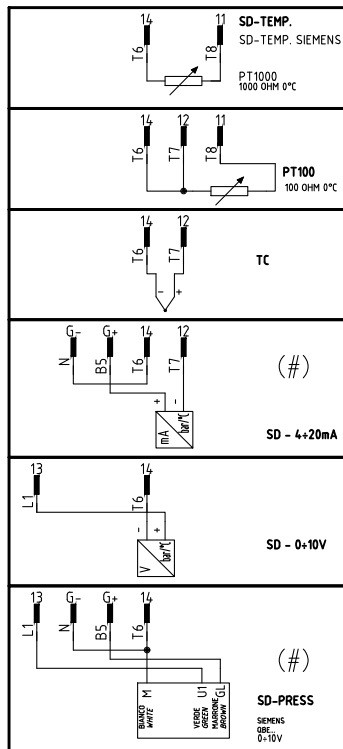 14 11 SD-TEMP.
SD-TEMP. SIEMENS
T6 T8
PT1000
1000 OHM 0°C
14 12 11
T6 T7 T8
PT100
100 OHM 0°C
14 12
T6 T7
TC
- +
G- G+ 14 12
N B5 T6 T7
(#)
+ -
mA bar/°C
SD - 4÷20mA
13 14
L1 T6
- +
V bar/°C
SD - 0÷10V
13 G- G+ 14
L1 N B5 T6
(#)
M U1 GL
BIANCO WHITE VERDE GREEN MARRONE BROWN
SD-PRESS
SIEMENS
QBE..
0÷10V